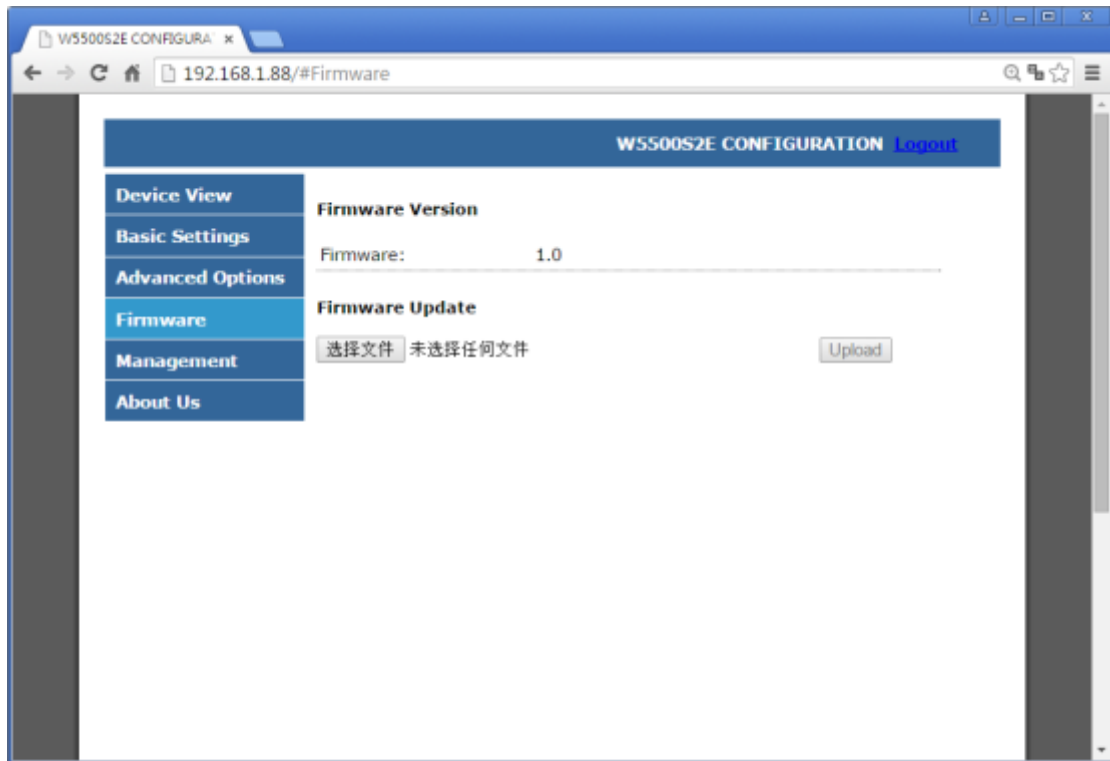 W5500S2E CONFIGURA
192.168.1.88/#Firmware
W5500S2E CONFIGURATION Logout
Device View
Basic Settings
Advanced Options
Firmware
Management
About Us
Firmware Version
Firmware: 1.0
Firmware Update
选择文件 未选择任何文件 Upload